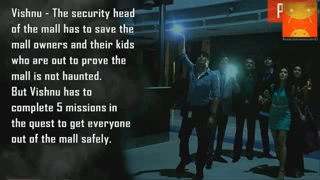 Vishnu - The security head
of the mall has to save the
mall owners and their kids
who are out to prove the
mall is not haunted.
But Vishnu has to
complete 5 missions in
the quest to get everyone
out of the mall safely.